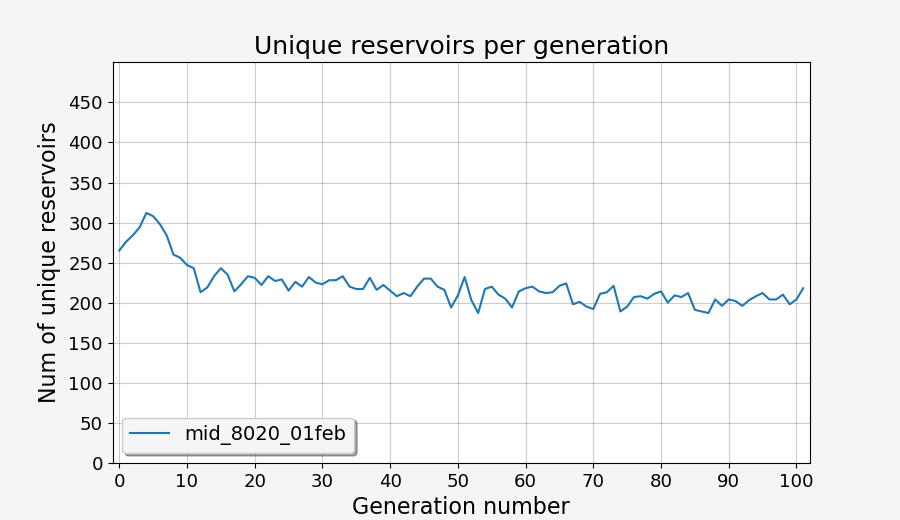 Unique reservoirs per generation
Num of unique reservoirs
450
400
350
300
250
200
150
100
50
0
mid_8020_01feb
0 10 20 30 40 50 60 70 80 90 100
Generation number